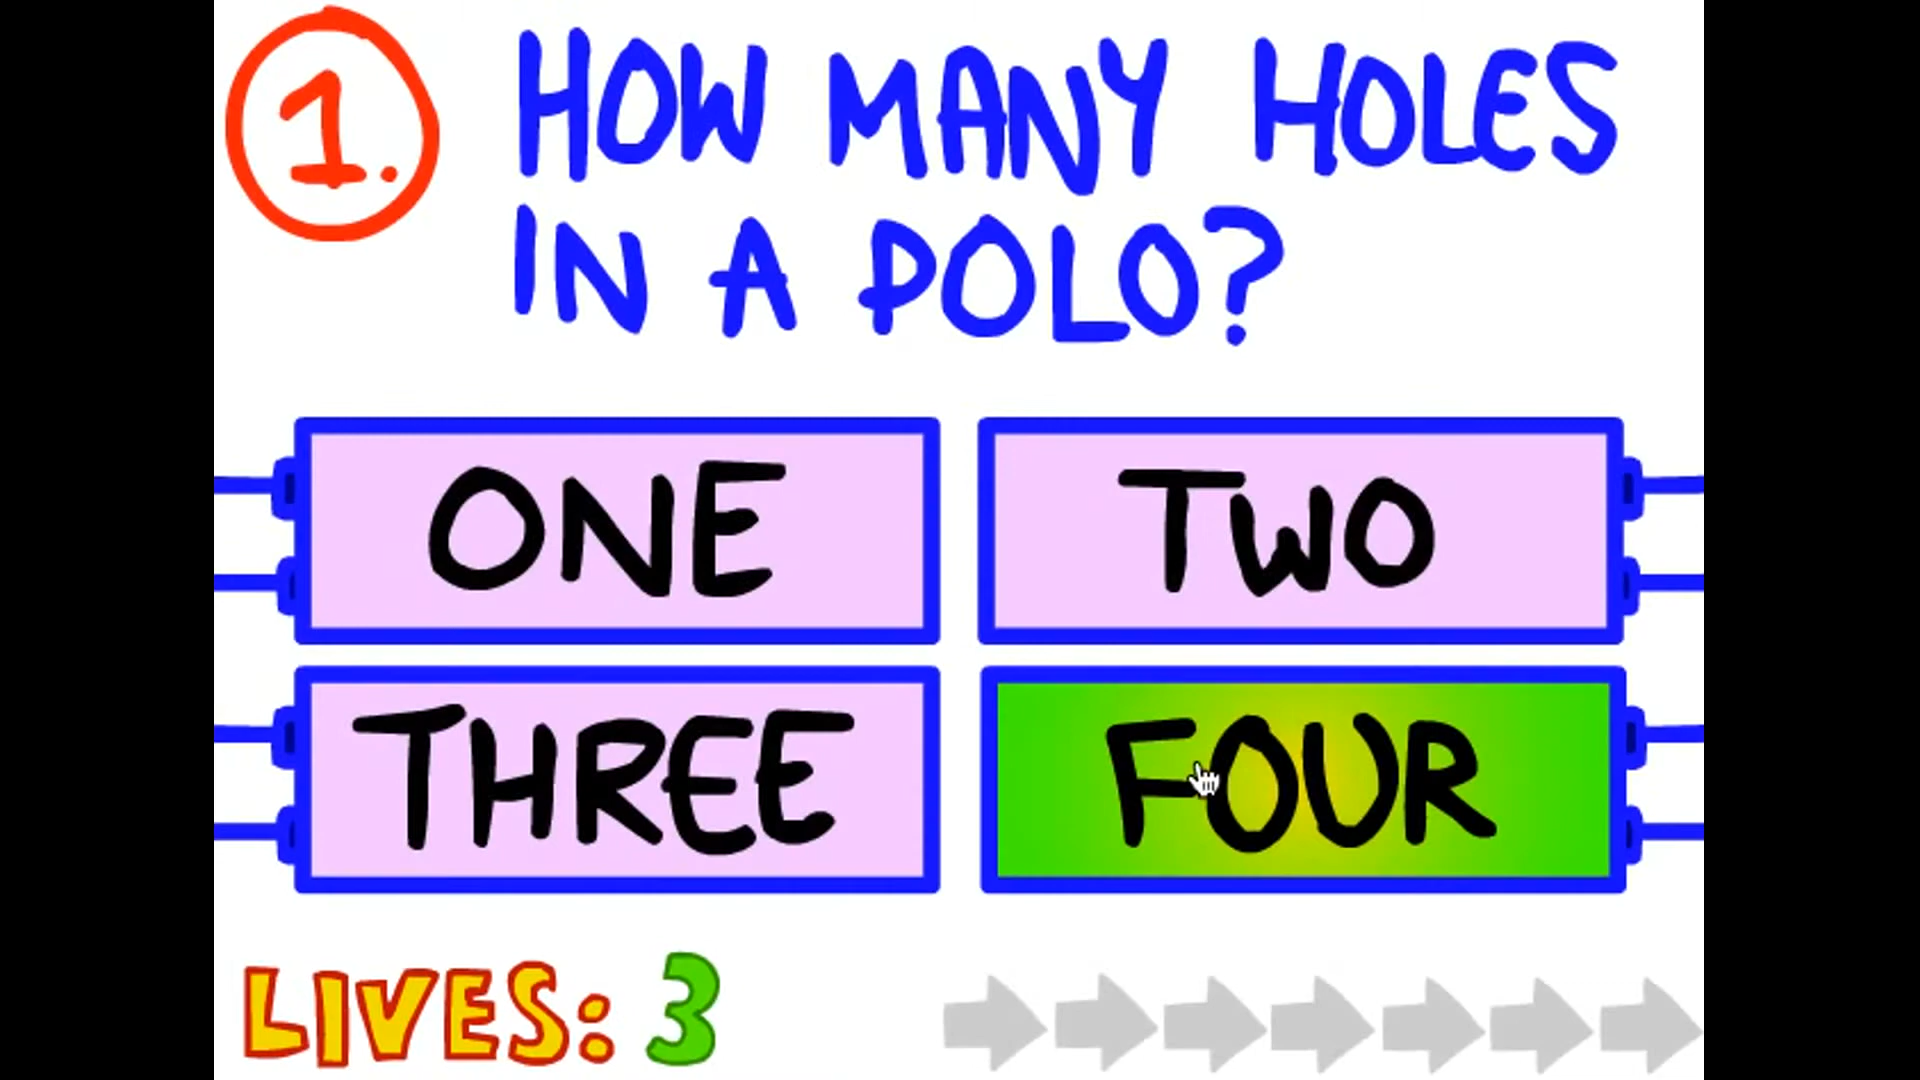 1. HOW MANY HOLES
IN A POLO?
ONE
TWO
THREE
FOUR
LIVES: 3